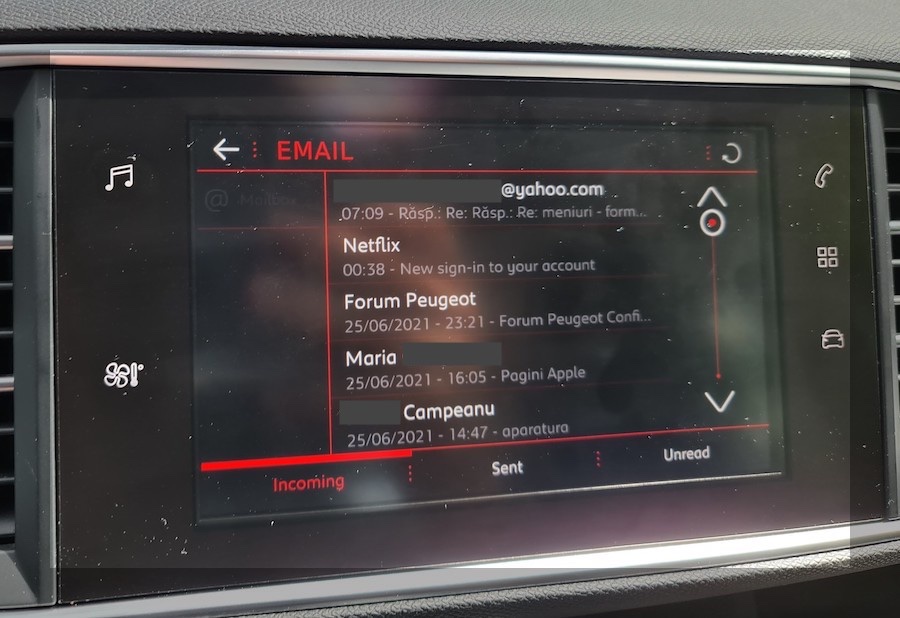 EMAIL
@ Mailbox
@yahoo.com
07:09 - Răsp.: Re: Răsp.: Re: meniuri - form...
Netflix
00:38 - New sign-in to your account
Forum Peugeot
25/06/2021 - 23:21 - Forum Peugeot Confi...
Maria
25/06/2021 - 16:05 - Pagini Apple
Campeanu
25/06/2021 - 14:47 - aparatura
Incoming
Sent
Unread